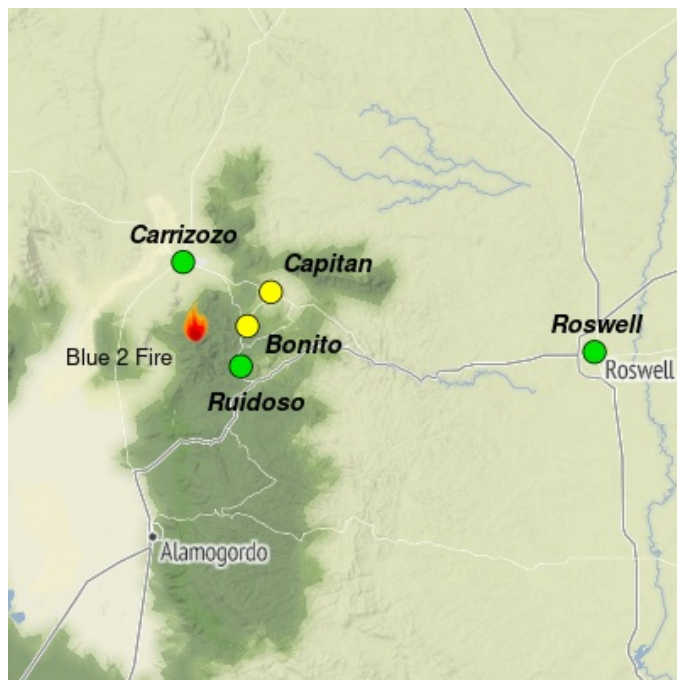 Carrizozo
Capitan
Roswell
Bonito
Blue 2 Fire
Roswell
Ruidoso
Alamogordo